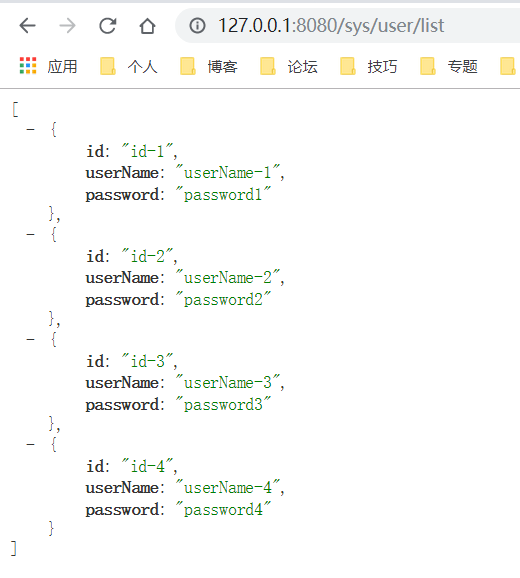 127.0.0.1:8080/sys/user/list
应用 个人 博客 论坛 技巧 专题
[
- {
id: "id-1",
userName: "userName-1",
password: "password1"
},
- {
id: "id-2",
userName: "userName-2",
password: "password2"
},
- {
id: "id-3",
userName: "userName-3",
password: "password3"
},
- {
id: "id-4",
userName: "userName-4",
password: "password4"
}
]